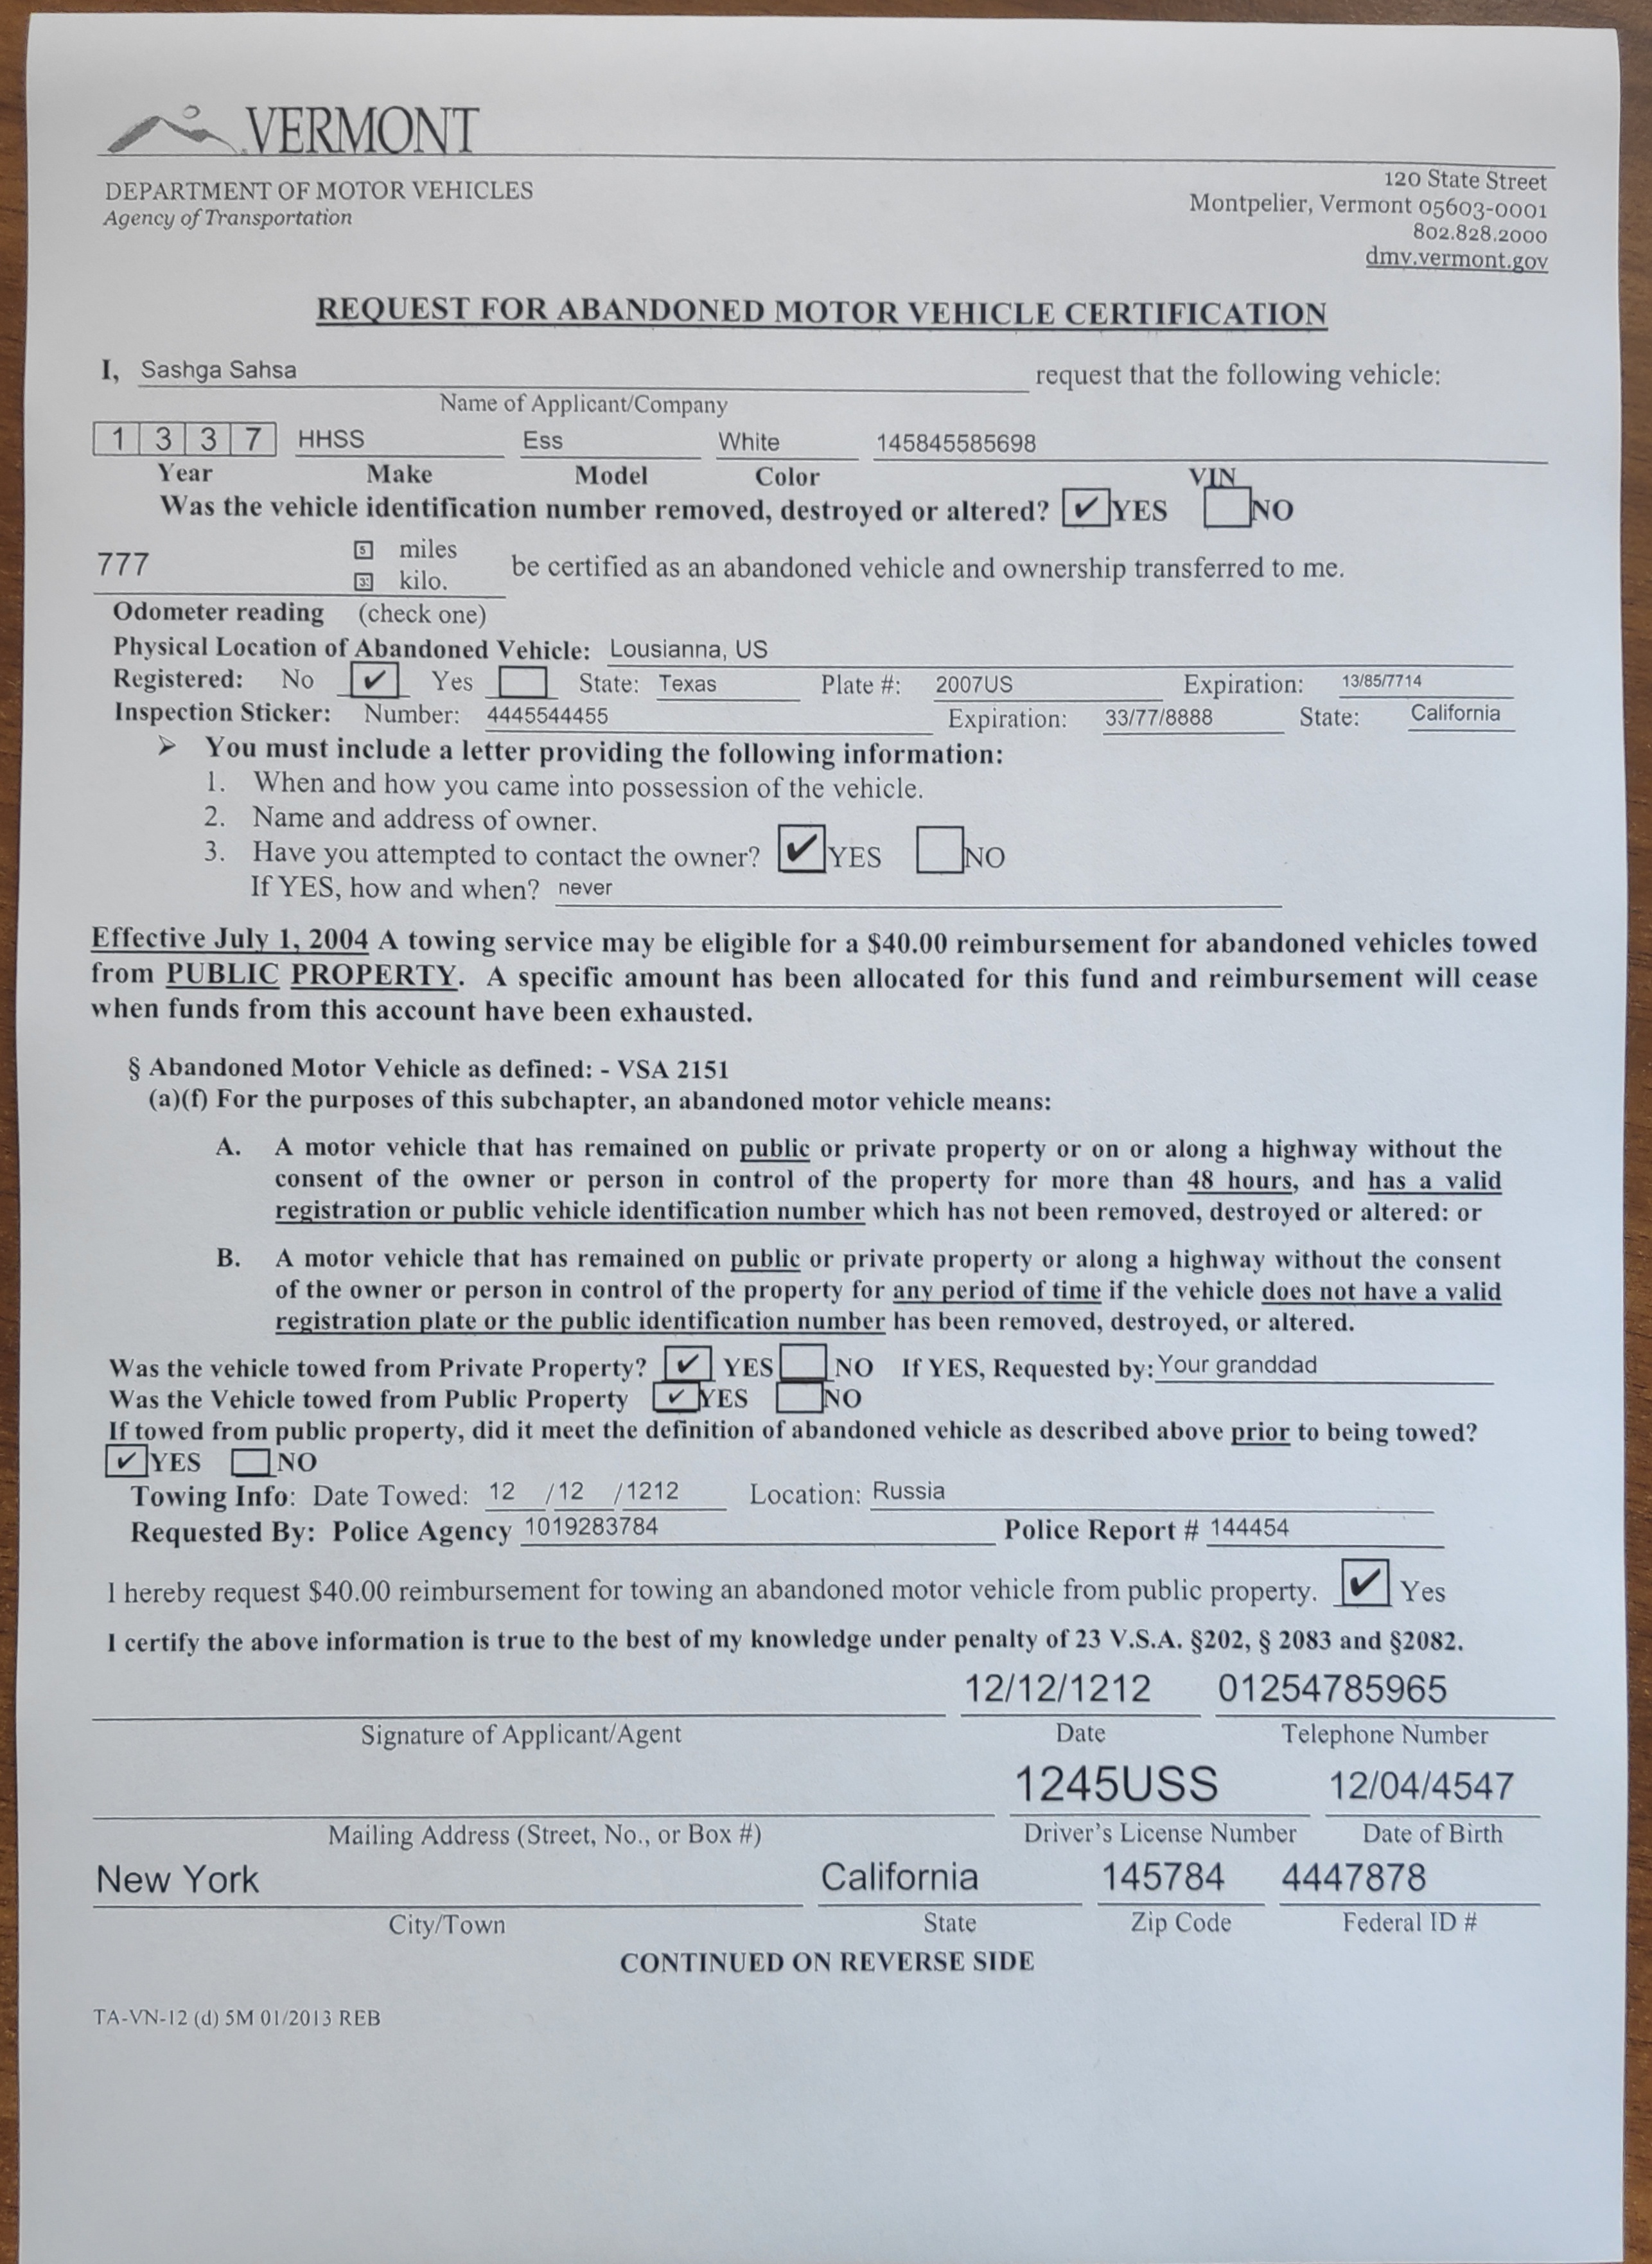 VERMONT
DEPARTMENT OF MOTOR VEHICLES
Agency of Transportation
120 State Street
Montpelier, Vermont 05603-0001
802.828.2000
dmv.vermont.gov
REQUEST FOR ABANDONED MOTOR VEHICLE CERTIFICATION
I, Sashga Sahsa request that the following vehicle:
Name of Applicant/Company
1 3 3 7 HHSS Ess White 145845585698
Year Make Model Color VIN
Was the vehicle identification number removed, destroyed or altered? ✔ YES NO
777 5 miles
33 kilo. be certified as an abandoned vehicle and ownership transferred to me.
Odometer reading (check one)
Physical Location of Abandoned Vehicle: Lousianna, US
Registered: No ✔ Yes State: Texas Plate #: 2007US Expiration: 13/85/7714
Inspection Sticker: Number: 4445544455 Expiration: 33/77/8888 State: California
➢ You must include a letter providing the following information:
1. When and how you came into possession of the vehicle.
2. Name and address of owner.
3. Have you attempted to contact the owner? ✔ YES NO
If YES, how and when? never
Effective July 1, 2004 A towing service may be eligible for a $40.00 reimbursement for abandoned vehicles towed
from PUBLIC PROPERTY. A specific amount has been allocated for this fund and reimbursement will cease
when funds from this account have been exhausted.
§ Abandoned Motor Vehicle as defined: - VSA 2151
(a)(f) For the purposes of this subchapter, an abandoned motor vehicle means:
A. A motor vehicle that has remained on public or private property or on or along a highway without the
consent of the owner or person in control of the property for more than 48 hours, and has a valid
registration or public vehicle identification number which has not been removed, destroyed or altered: or
B. A motor vehicle that has remained on public or private property or along a highway without the consent
of the owner or person in control of the property for any period of time if the vehicle does not have a valid
registration plate or the public identification number has been removed, destroyed, or altered.
Was the vehicle towed from Private Property? ✔ YES NO If YES, Requested by: Your granddad
Was the Vehicle towed from Public Property ✔ YES NO
If towed from public property, did it meet the definition of abandoned vehicle as described above prior to being towed?
✔ YES NO
Towing Info: Date Towed: 12 /12 /1212 Location: Russia
Requested By: Police Agency 1019283784 Police Report # 144454
I hereby request $40.00 reimbursement for towing an abandoned motor vehicle from public property. ✔ Yes
I certify the above information is true to the best of my knowledge under penalty of 23 V.S.A. §202, § 2083 and §2082.
12/12/1212 01254785965
Signature of Applicant/Agent Date Telephone Number
1245USS 12/04/4547
Mailing Address (Street, No., or Box #) Driver's License Number Date of Birth
New York California 145784 4447878
City/Town State Zip Code Federal ID #
CONTINUED ON REVERSE SIDE
TA-VN-12 (d) 5M 01/2013 REB